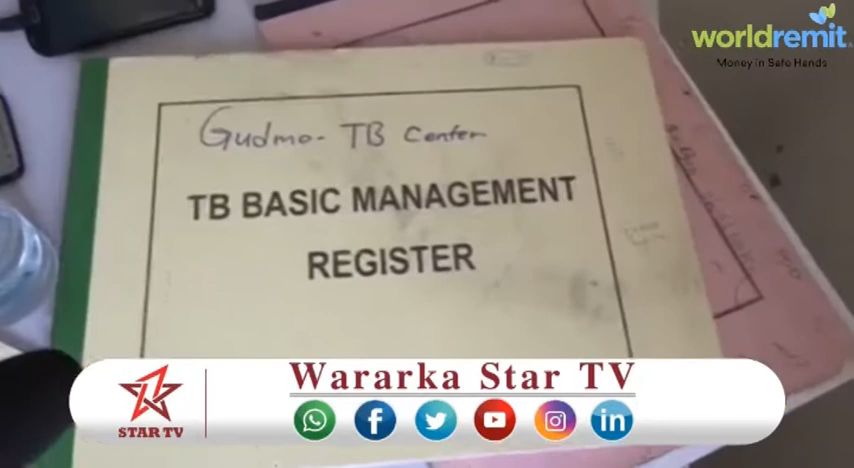 worldremit
Money in Safe Hands
Gudmo- TB Center
TB BASIC MANAGEMENT
REGISTER
Wararka Star TV
STAR TV